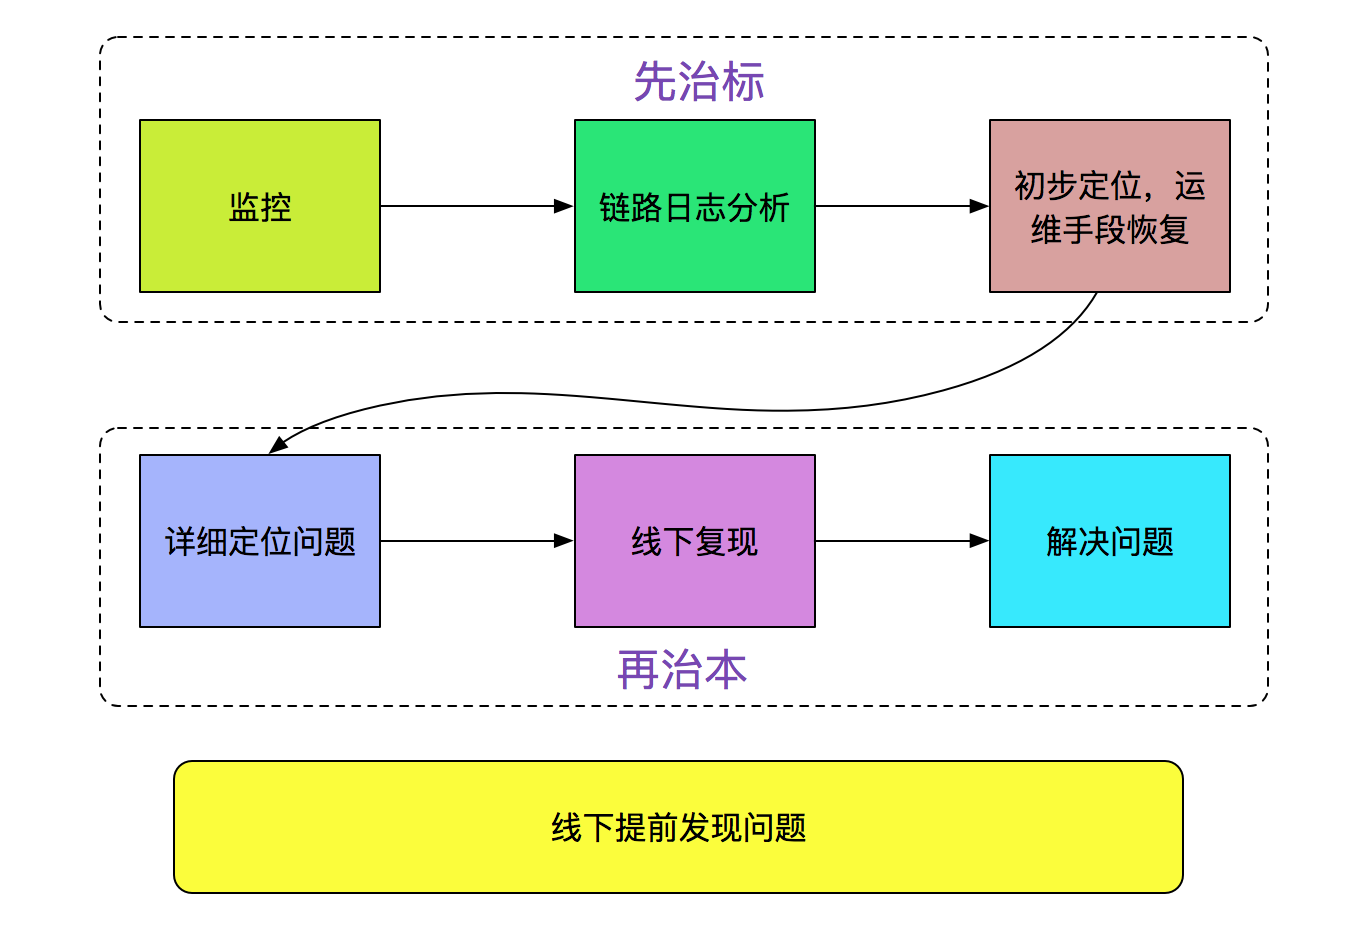 先治标
监控
链路日志分析
初步定位，运
维手段恢复
详细定位问题
线下复现
解决问题
再治本
线下提前发现问题